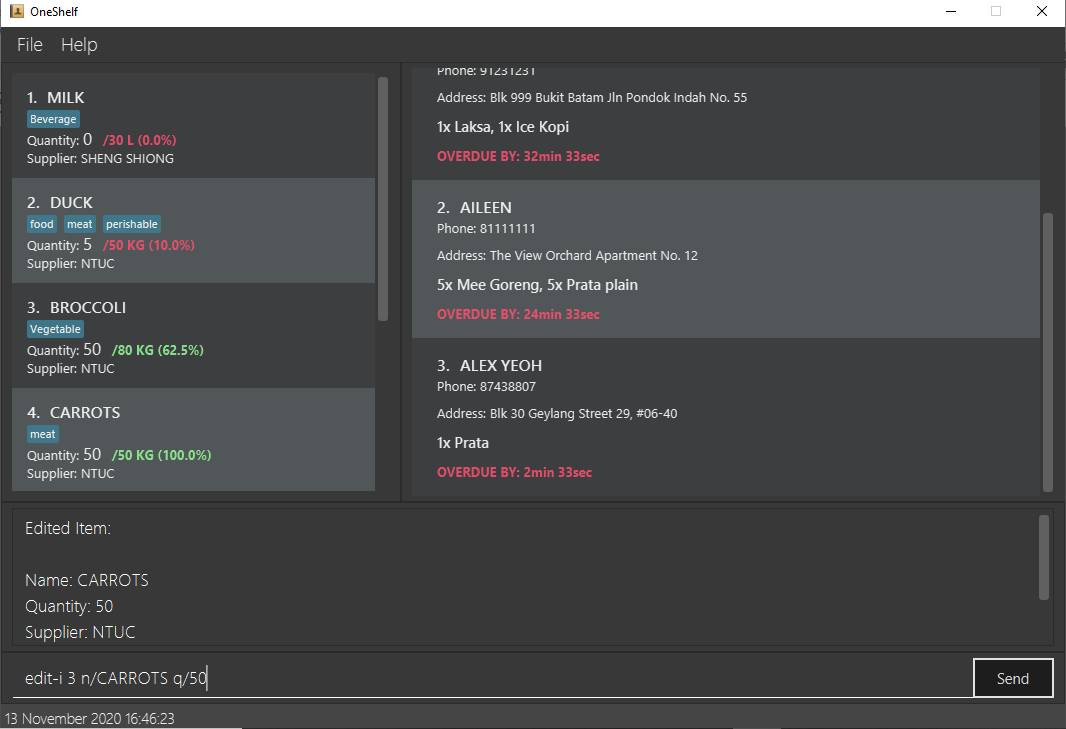 OneShelf
File Help
1. MILK
Beverage
Quantity: 0 /30 L (0.0%)
Supplier: SHENG SHIONG
2. DUCK
food meat perishable
Quantity: 5 /50 KG (10.0%)
Supplier: NTUC
3. BROCCOLI
Vegetable
Quantity: 50 /80 KG (62.5%)
Supplier: NTUC
4. CARROTS
meat
Quantity: 50 /50 KG (100.0%)
Supplier: NTUC
Phone: 91231231
Address: Blk 999 Bukit Batam Jln Pondok Indah No. 55
1x Laksa, 1x Ice Kopi
OVERDUE BY: 32min 33sec
2. AILEEN
Phone: 81111111
Address: The View Orchard Apartment No. 12
5x Mee Goreng, 5x Prata plain
OVERDUE BY: 24min 33sec
3. ALEX YEOH
Phone: 87438807
Address: Blk 30 Geylang Street 29, #06-40
1x Prata
OVERDUE BY: 2min 33sec
Edited Item:
Name: CARROTS
Quantity: 50
Supplier: NTUC
edit-i 3 n/CARROTS q/50
Send
13 November 2020 16:46:23